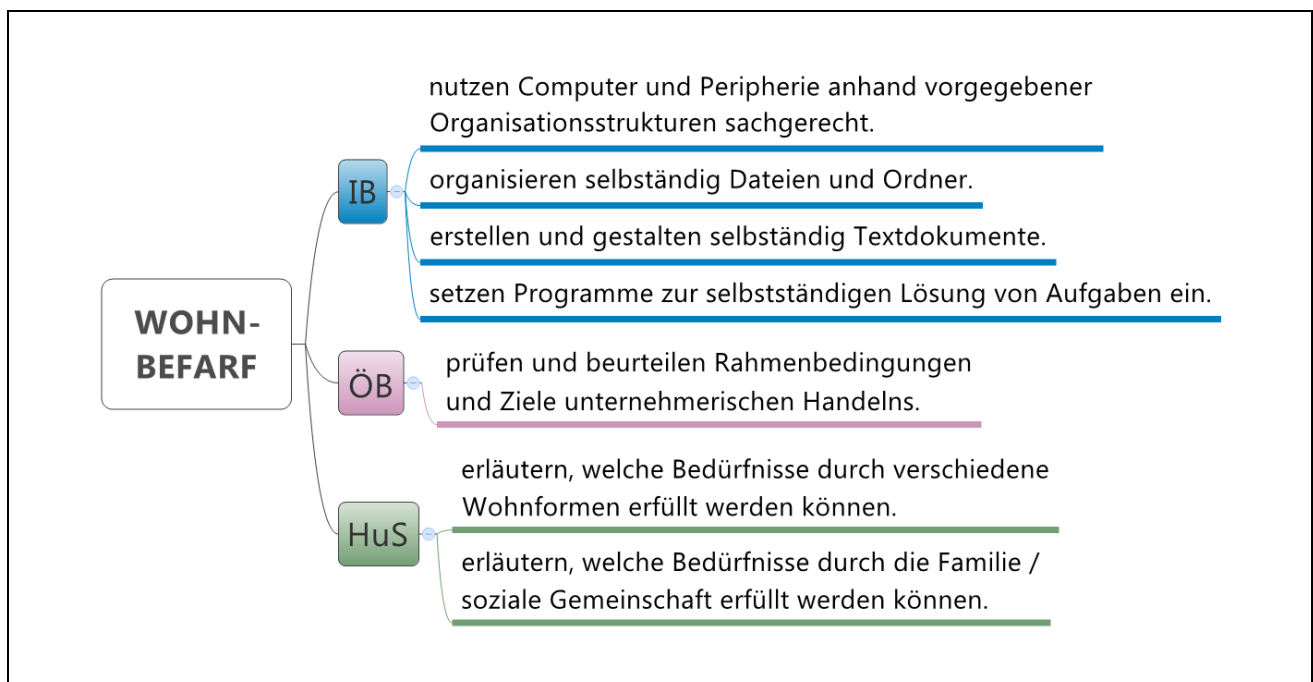 nutzen Computer und Peripherie anhand vorgegebener
Organisationsstrukturen sachgerecht.
IB
organisieren selbständig Dateien und Ordner.
erstellen und gestalten selbständig Textdokumente.
setzen Programme zur selbstständigen Lösung von Aufgaben ein.
WOHN-
BEFARF
prüfen und beurteilen Rahmenbedingungen
ÖB
und Ziele unternehmerischen Handelns.
erläutern, welche Bedürfnisse durch verschiedene
Wohnformen erfüllt werden können.
HuS
erläutern, welche Bedürfnisse durch die Familie /
soziale Gemeinschaft erfüllt werden können.